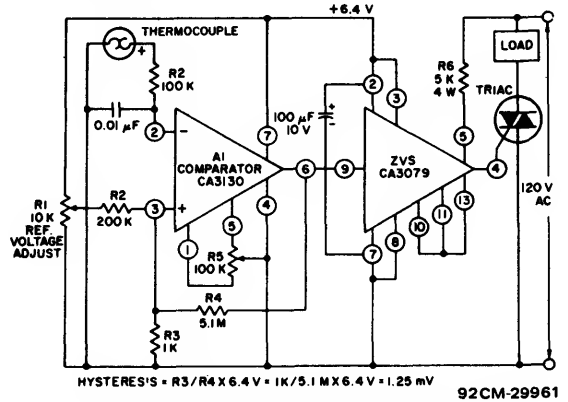 +6.4 V
THERMOCOUPLE
+
R2
100 K
0.01 μF
2
−
7
A1
COMPARATOR
CA3130
6
3
+
R1
10 K
REF.
VOLTAGE
ADJUST
R2
200 K
1
5
4
R5
100 K
R4
5.1 M
R3
1 K
+
100 μF
10 V
−
2
3
9
ZVS
CA3079
7
8
10
11
13
5
4
R6
5 K
4 W
LOAD
TRIAC
120 V
AC
HYSTERES'S = R3/R4 X 6.4 V = 1K/5.1 M X 6.4 V = 1.25 mV
92CM-29961